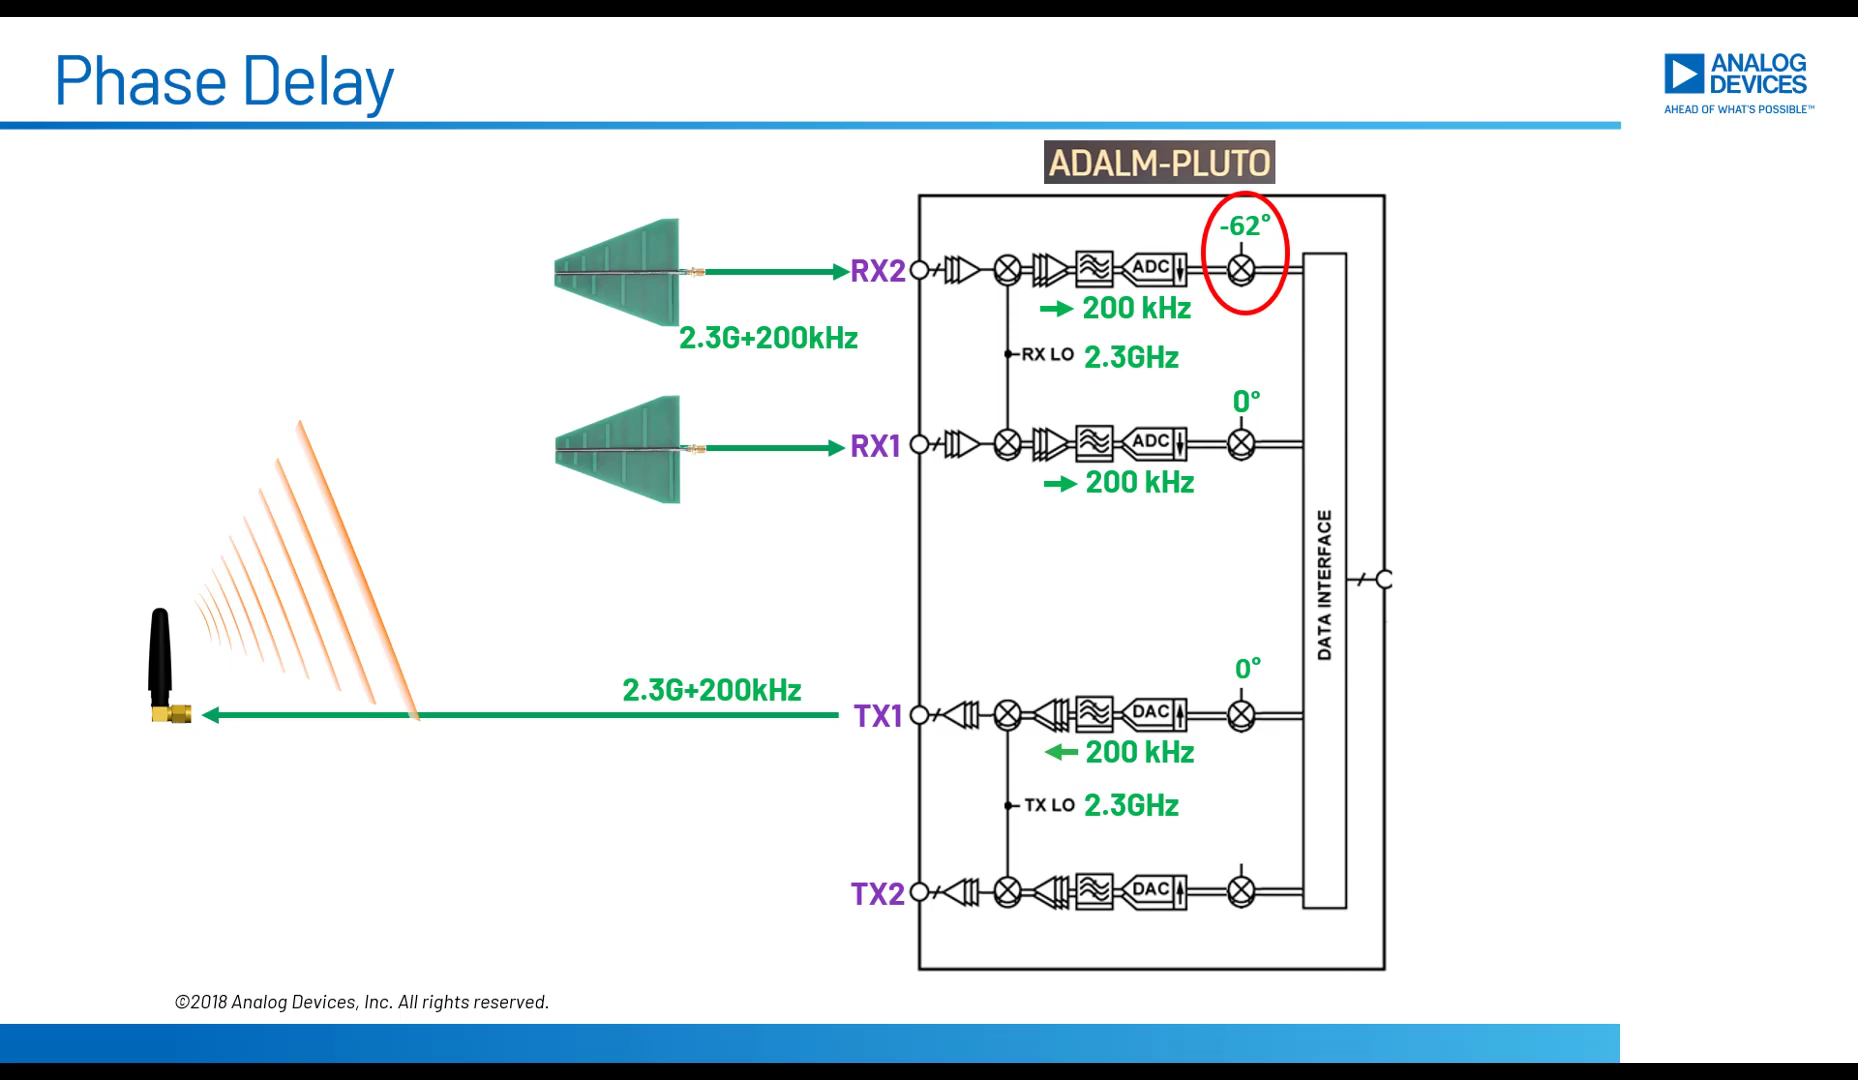 Phase Delay
ANALOG
DEVICES
AHEAD OF WHAT'S POSSIBLE™
ADALM-PLUTO
-62°
RX2
ADC
200 kHz
2.3G+200kHz
RX LO 2.3GHz
0°
RX1
ADC
200 kHz
DATA INTERFACE
0°
2.3G+200kHz
TX1
DAC
200 kHz
TX LO 2.3GHz
TX2
DAC
©2018 Analog Devices, Inc. All rights reserved.